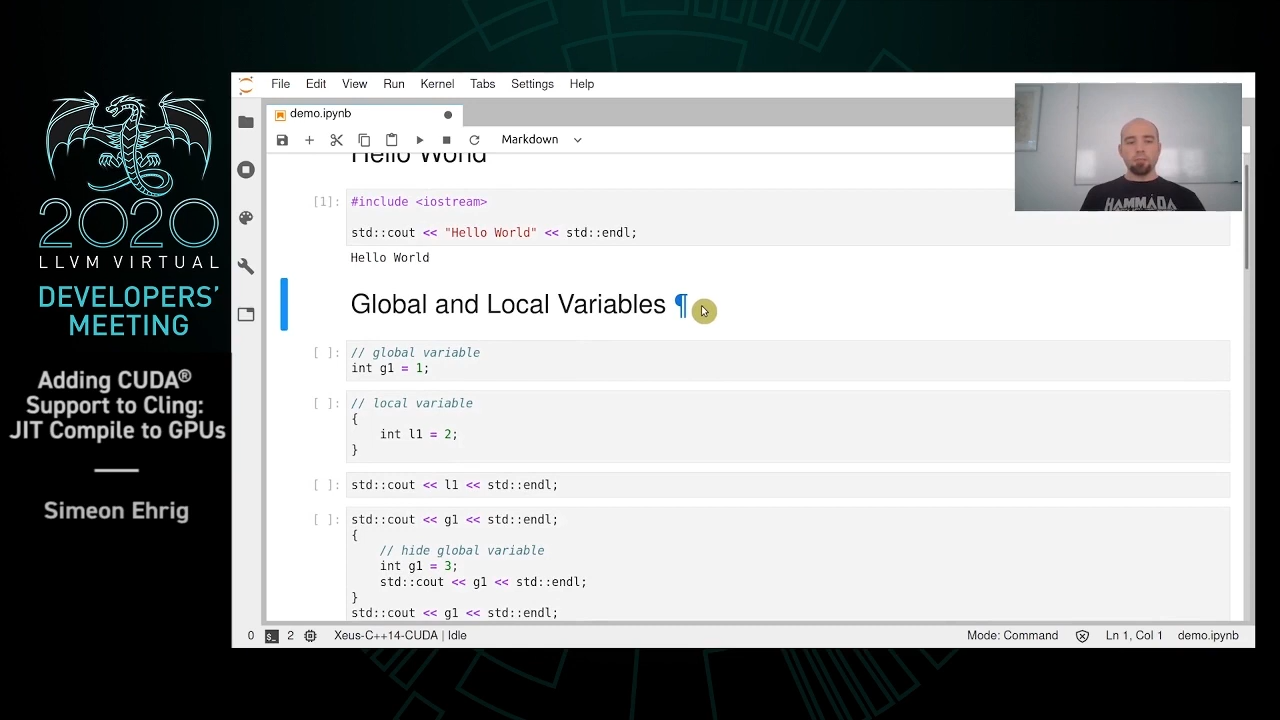 2020
LLVM VIRTUAL
DEVELOPERS'
MEETING
Adding CUDA®
Support to Cling:
JIT Compile to GPUs
Simeon Ehrig
File Edit View Run Kernel Tabs Settings Help
demo.ipynb
Markdown
Hello World
[1]:
#include <iostream>
std::cout << "Hello World" << std::endl;
Hello World
Global and Local Variables ¶
[ ]:
// global variable
int g1 = 1;
[ ]:
// local variable
{
    int l1 = 2;
}
[ ]:
std::cout << l1 << std::endl;
[ ]:
std::cout << g1 << std::endl;
{
    // hide global variable
    int g1 = 3;
    std::cout << g1 << std::endl;
}
std::cout << g1 << std::endl;
HAMMADA
0 $_ 2 Xeus-C++14-CUDA | Idle Mode: Command Ln 1, Col 1 demo.ipynb